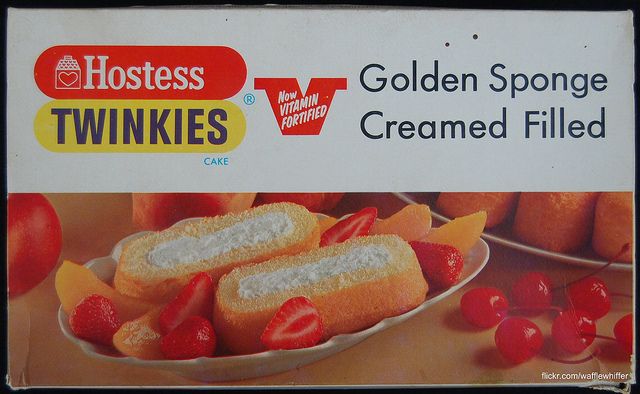 Hostess
TWINKIES
®
CAKE
Now
VITAMIN
FORTIFIED
Golden Sponge
Creamed Filled
flickr.com/wafflewhiffer